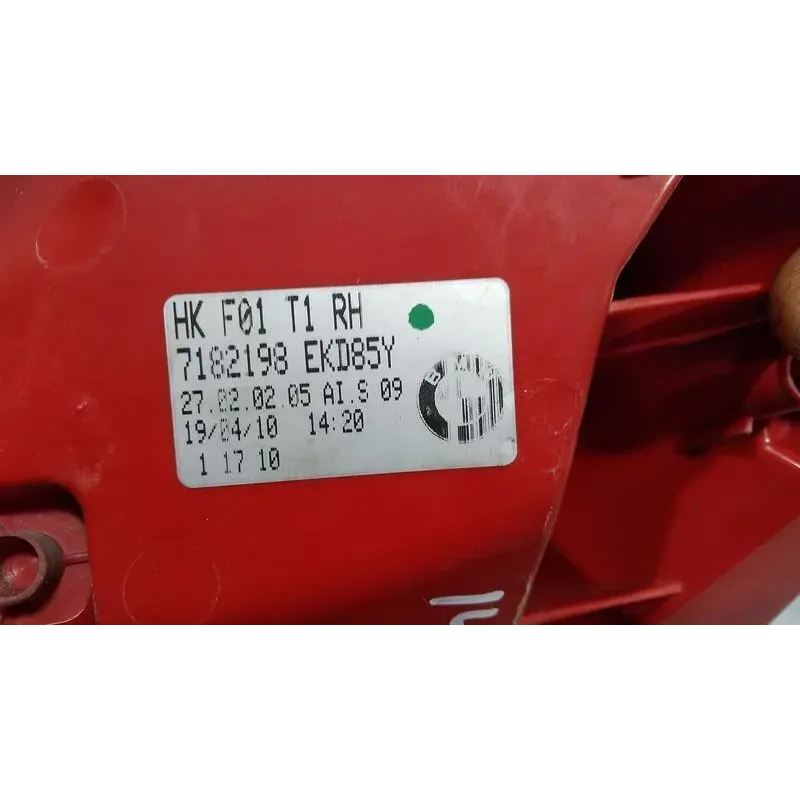 HK F01 T1 RH
7182198 EKD85Y
27.02.02.05 AI.S 09
19/04/10 14:20
1 17 10